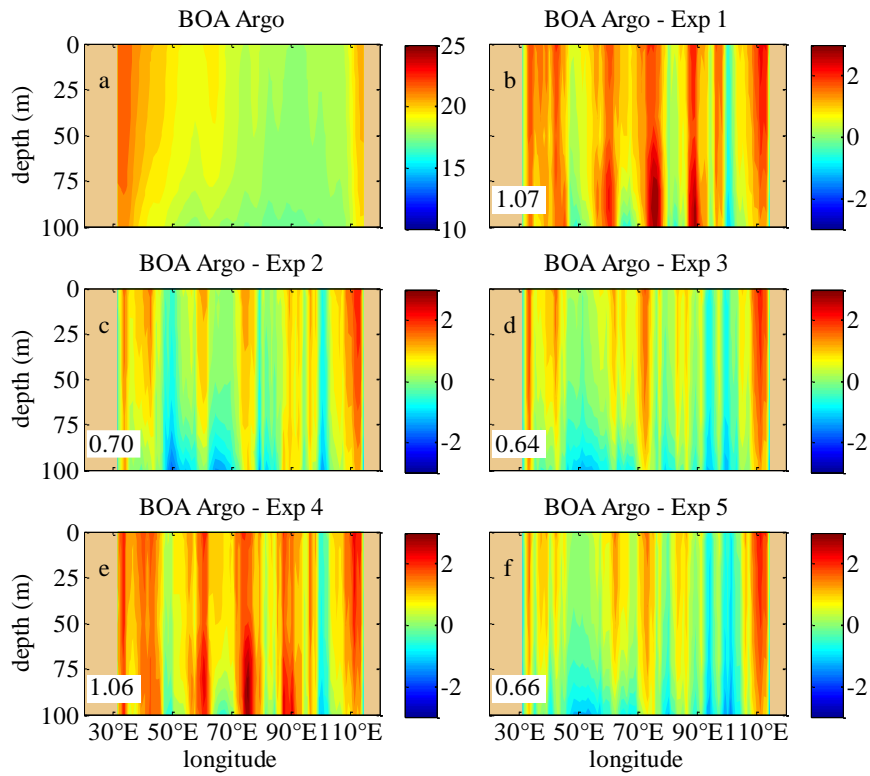 BOA Argo
BOA Argo - Exp 1
0
25
50
75
100
depth (m)
a
25
20
15
10
b
1.07
2
0
-2
BOA Argo - Exp 2
BOA Argo - Exp 3
0
25
50
75
100
depth (m)
c
0.70
2
0
-2
d
0.64
2
0
-2
BOA Argo - Exp 4
BOA Argo - Exp 5
0
25
50
75
100
depth (m)
e
1.06
2
0
-2
f
0.66
2
0
-2
30°E 50°E 70°E 90°E110°E
longitude
30°E 50°E 70°E 90°E110°E
longitude